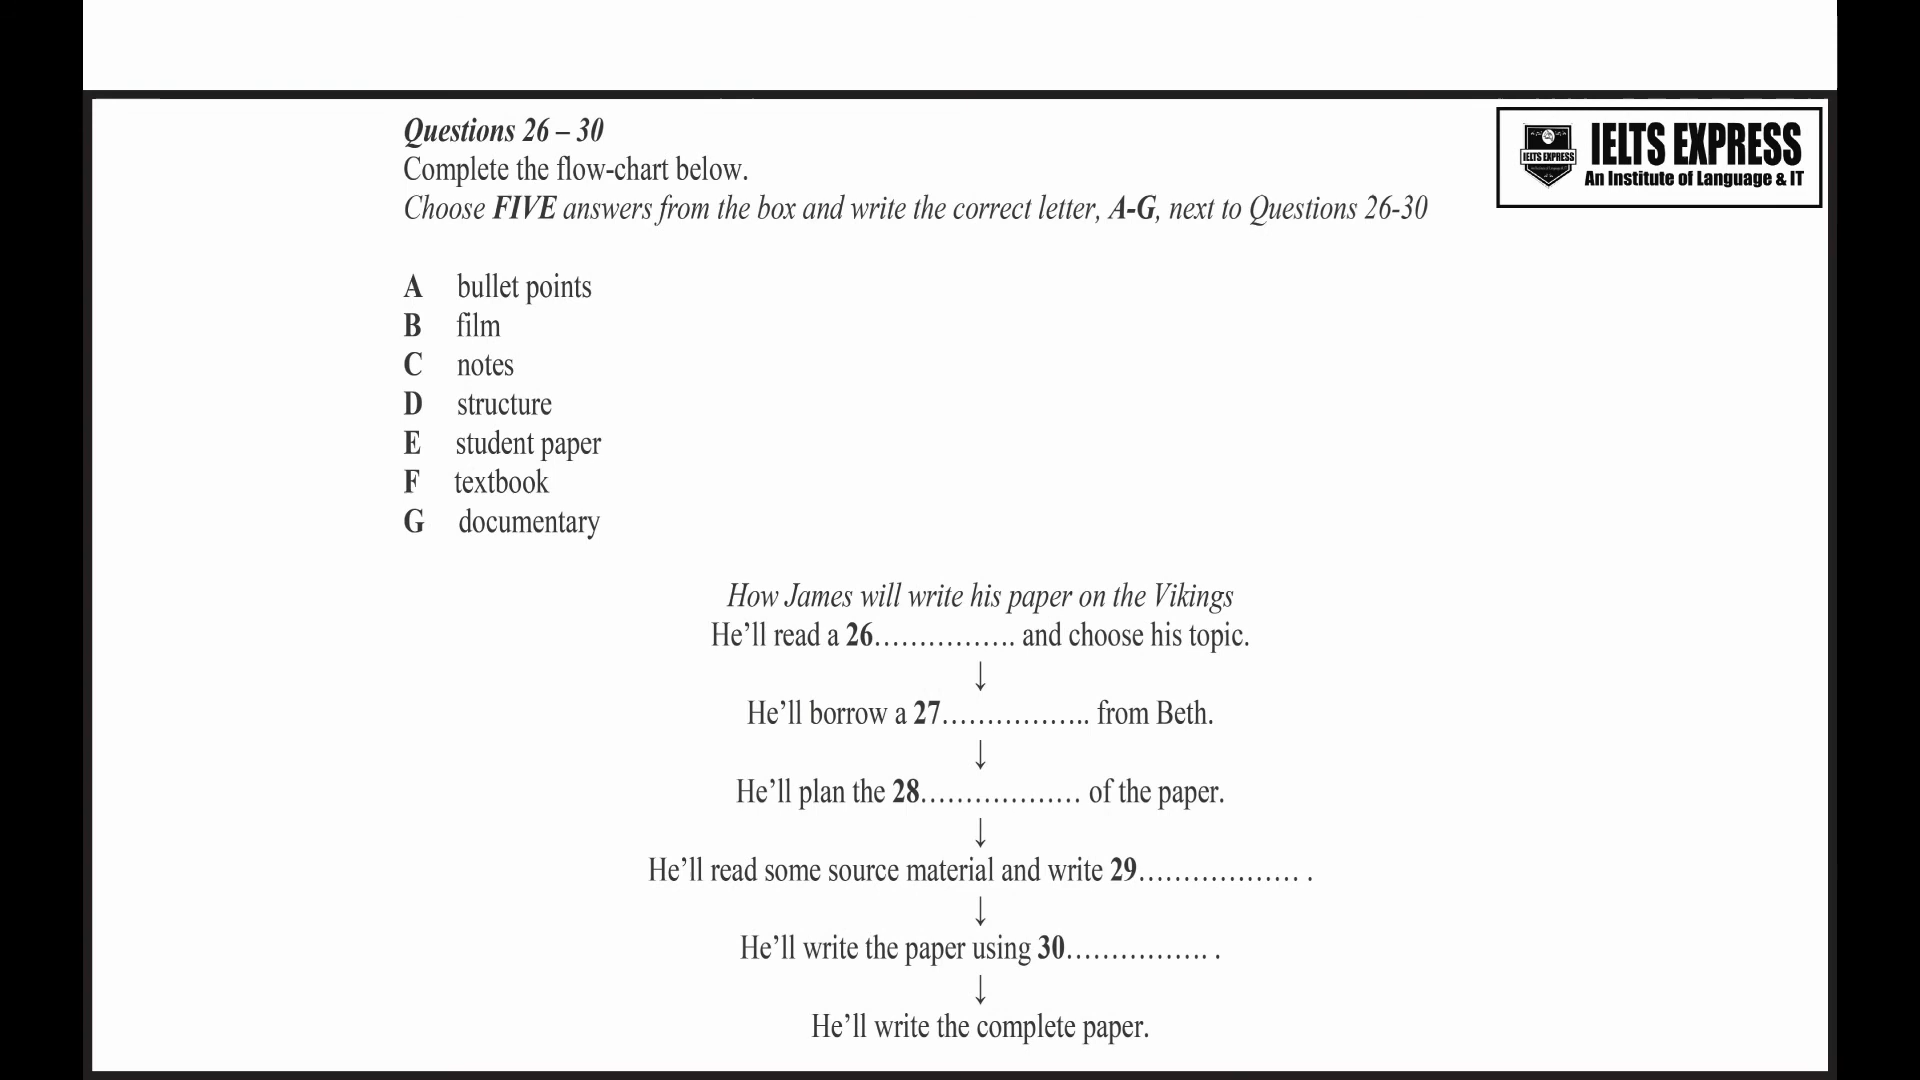 Questions 26 – 30
Complete the flow-chart below.
Choose FIVE answers from the box and write the correct letter, A-G, next to Questions 26-30
IELTS EXPRESS
IELTS EXPRESS
An Institute of Language & IT
A bullet points
B film
C notes
D structure
E student paper
F textbook
G documentary
How James will write his paper on the Vikings
He’ll read a 26……………. and choose his topic.
↓
He’ll borrow a 27…………….. from Beth.
↓
He’ll plan the 28……………… of the paper.
↓
He’ll read some source material and write 29……………… .
↓
He’ll write the paper using 30……………. .
↓
He’ll write the complete paper.